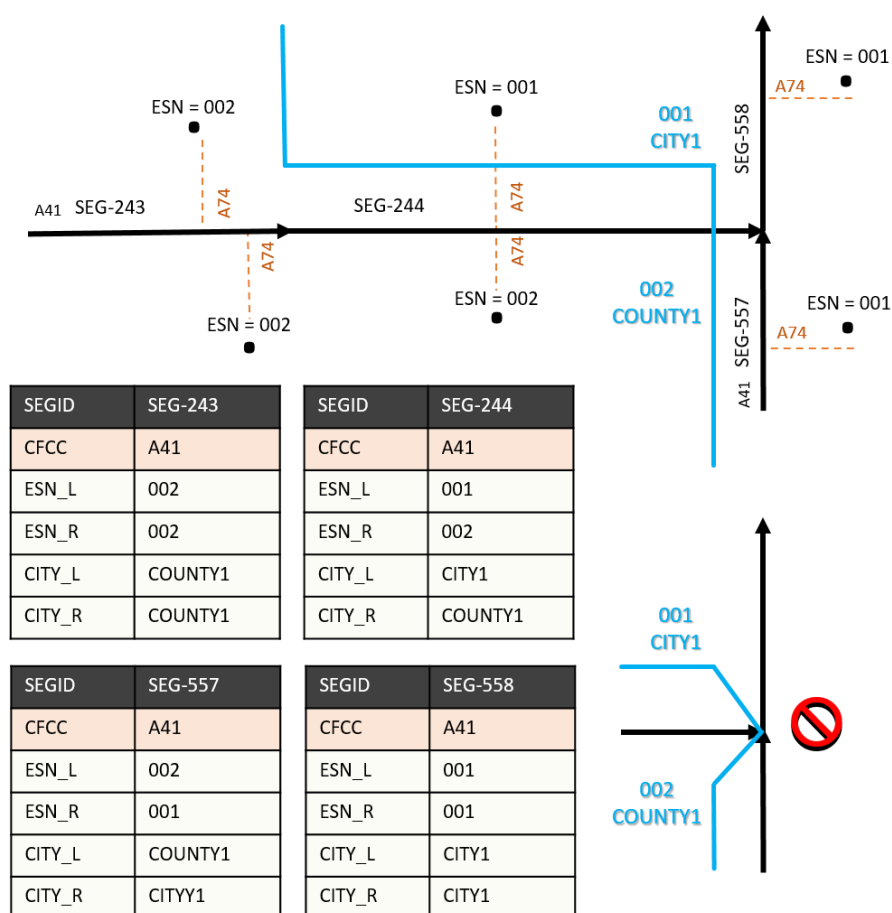 ESN = 001
A74
ESN = 002
ESN = 001
001
CITY1
SEG-558
A41 SEG-243
A74
SEG-244
A74
A74
A74
ESN = 002
ESN = 002
002
COUNTY1
SEG-557
ESN = 001
A74
A41
SEGID SEG-243
CFCC A41
ESN_L 002
ESN_R 002
CITY_L COUNTY1
CITY_R COUNTY1
SEGID SEG-244
CFCC A41
ESN_L 001
ESN_R 002
CITY_L CITY1
CITY_R COUNTY1
SEGID SEG-557
CFCC A41
ESN_L 002
ESN_R 001
CITY_L COUNTY1
CITY_R CITYY1
SEGID SEG-558
CFCC A41
ESN_L 001
ESN_R 001
CITY_L CITY1
CITY_R CITY1
001
CITY1
002
COUNTY1